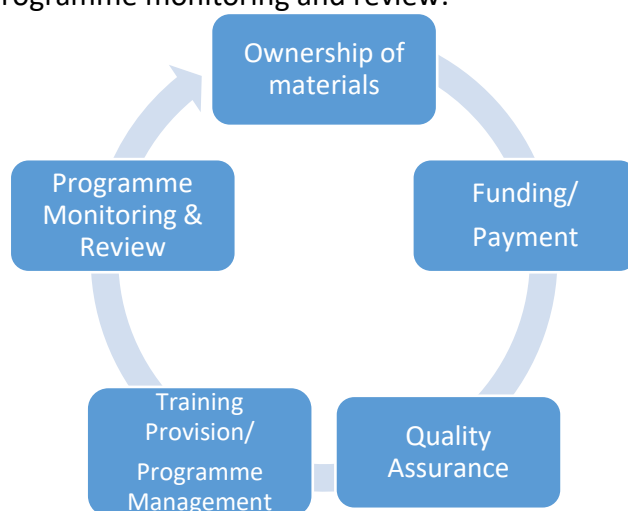 rogramme monitoring and review.
Ownership of
materials
Funding/
Payment
Quality
Assurance
Training
Provision/
Programme
Management
Programme
Monitoring &
Review